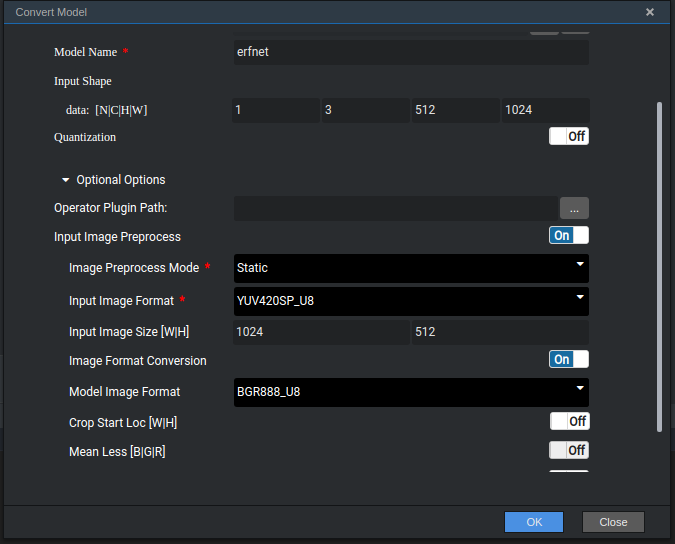 Convert Model
Model Name * erfnet
Input Shape
data: [N|C|H|W] 1 3 512 1024
Quantization Off
Optional Options
Operator Plugin Path: ...
Input Image Preprocess On
Image Preprocess Mode * Static
Input Image Format * YUV420SP_U8
Input Image Size [W|H] 1024 512
Image Format Conversion On
Model Image Format BGR888_U8
Crop Start Loc [W|H] Off
Mean Less [B|G|R] Off
OK Close